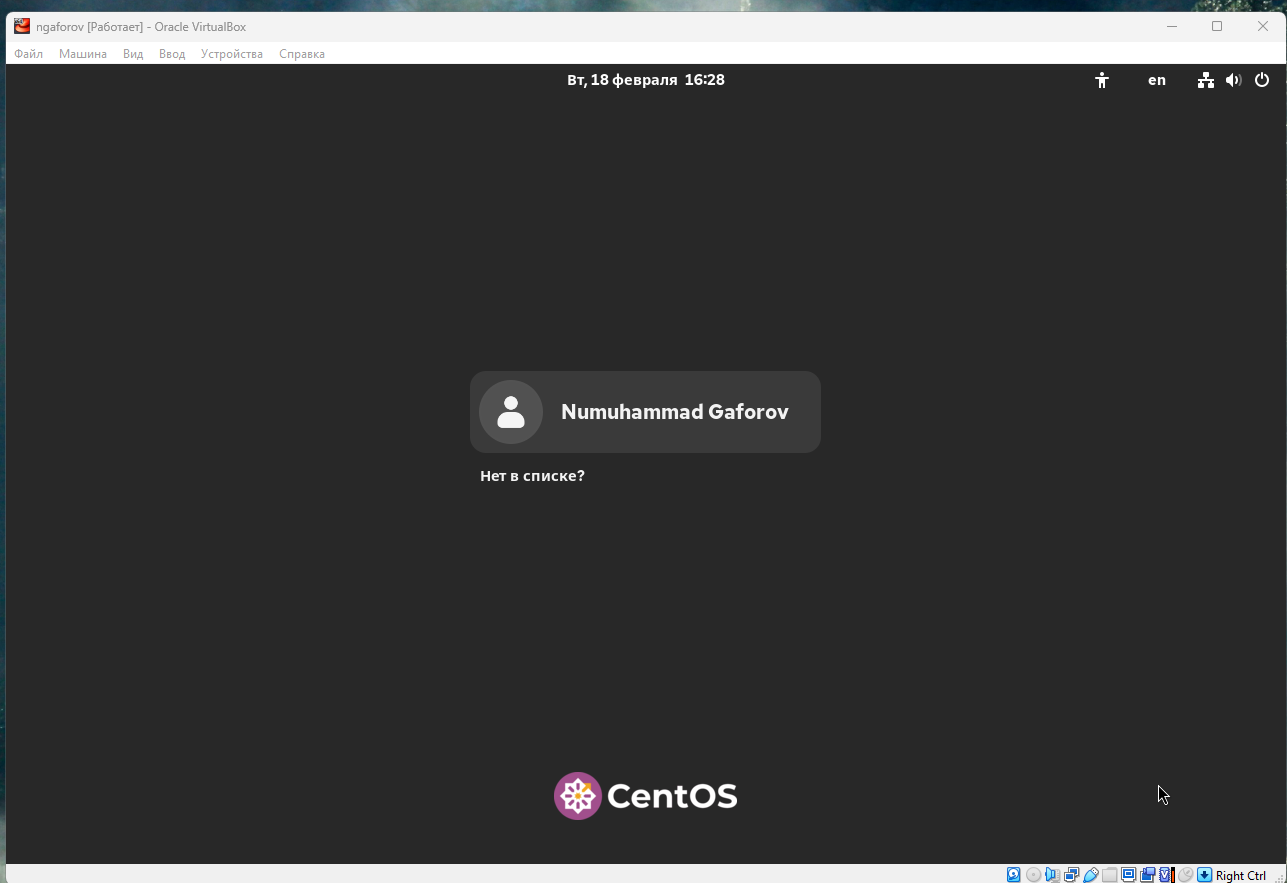 ngaforov [Работает] - Oracle VirtualBox
Файл Машина Вид Ввод Устройства Справка
Вт, 18 февраля 16:28 en
Numuhammad Gaforov
Нет в списке?
CentOS
Right Ctrl